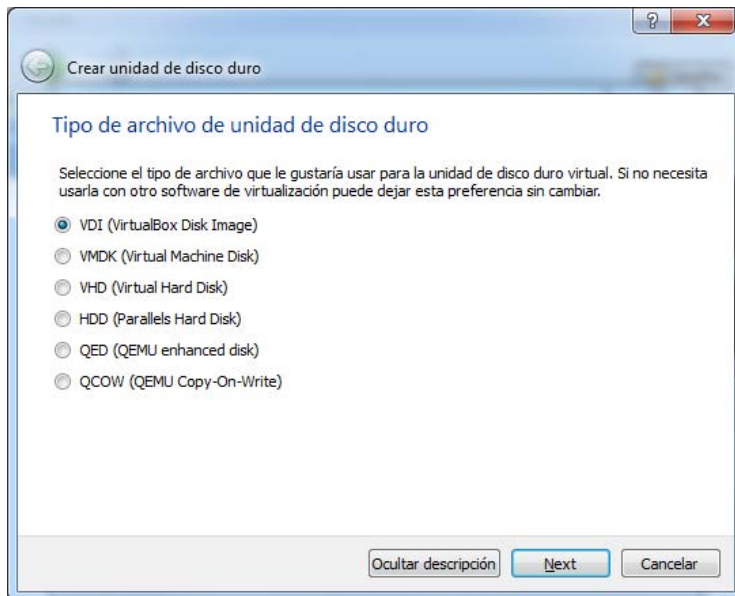 Crear unidad de disco duro
Tipo de archivo de unidad de disco duro
Seleccione el tipo de archivo que le gustaría usar para la unidad de disco duro virtual. Si no necesita
usarla con otro software de virtualización puede dejar esta preferencia sin cambiar.
VDI (VirtualBox Disk Image)
VMDK (Virtual Machine Disk)
VHD (Virtual Hard Disk)
HDD (Parallels Hard Disk)
QED (QEMU enhanced disk)
QCOW (QEMU Copy-On-Write)
Ocultar descripción Next Cancelar